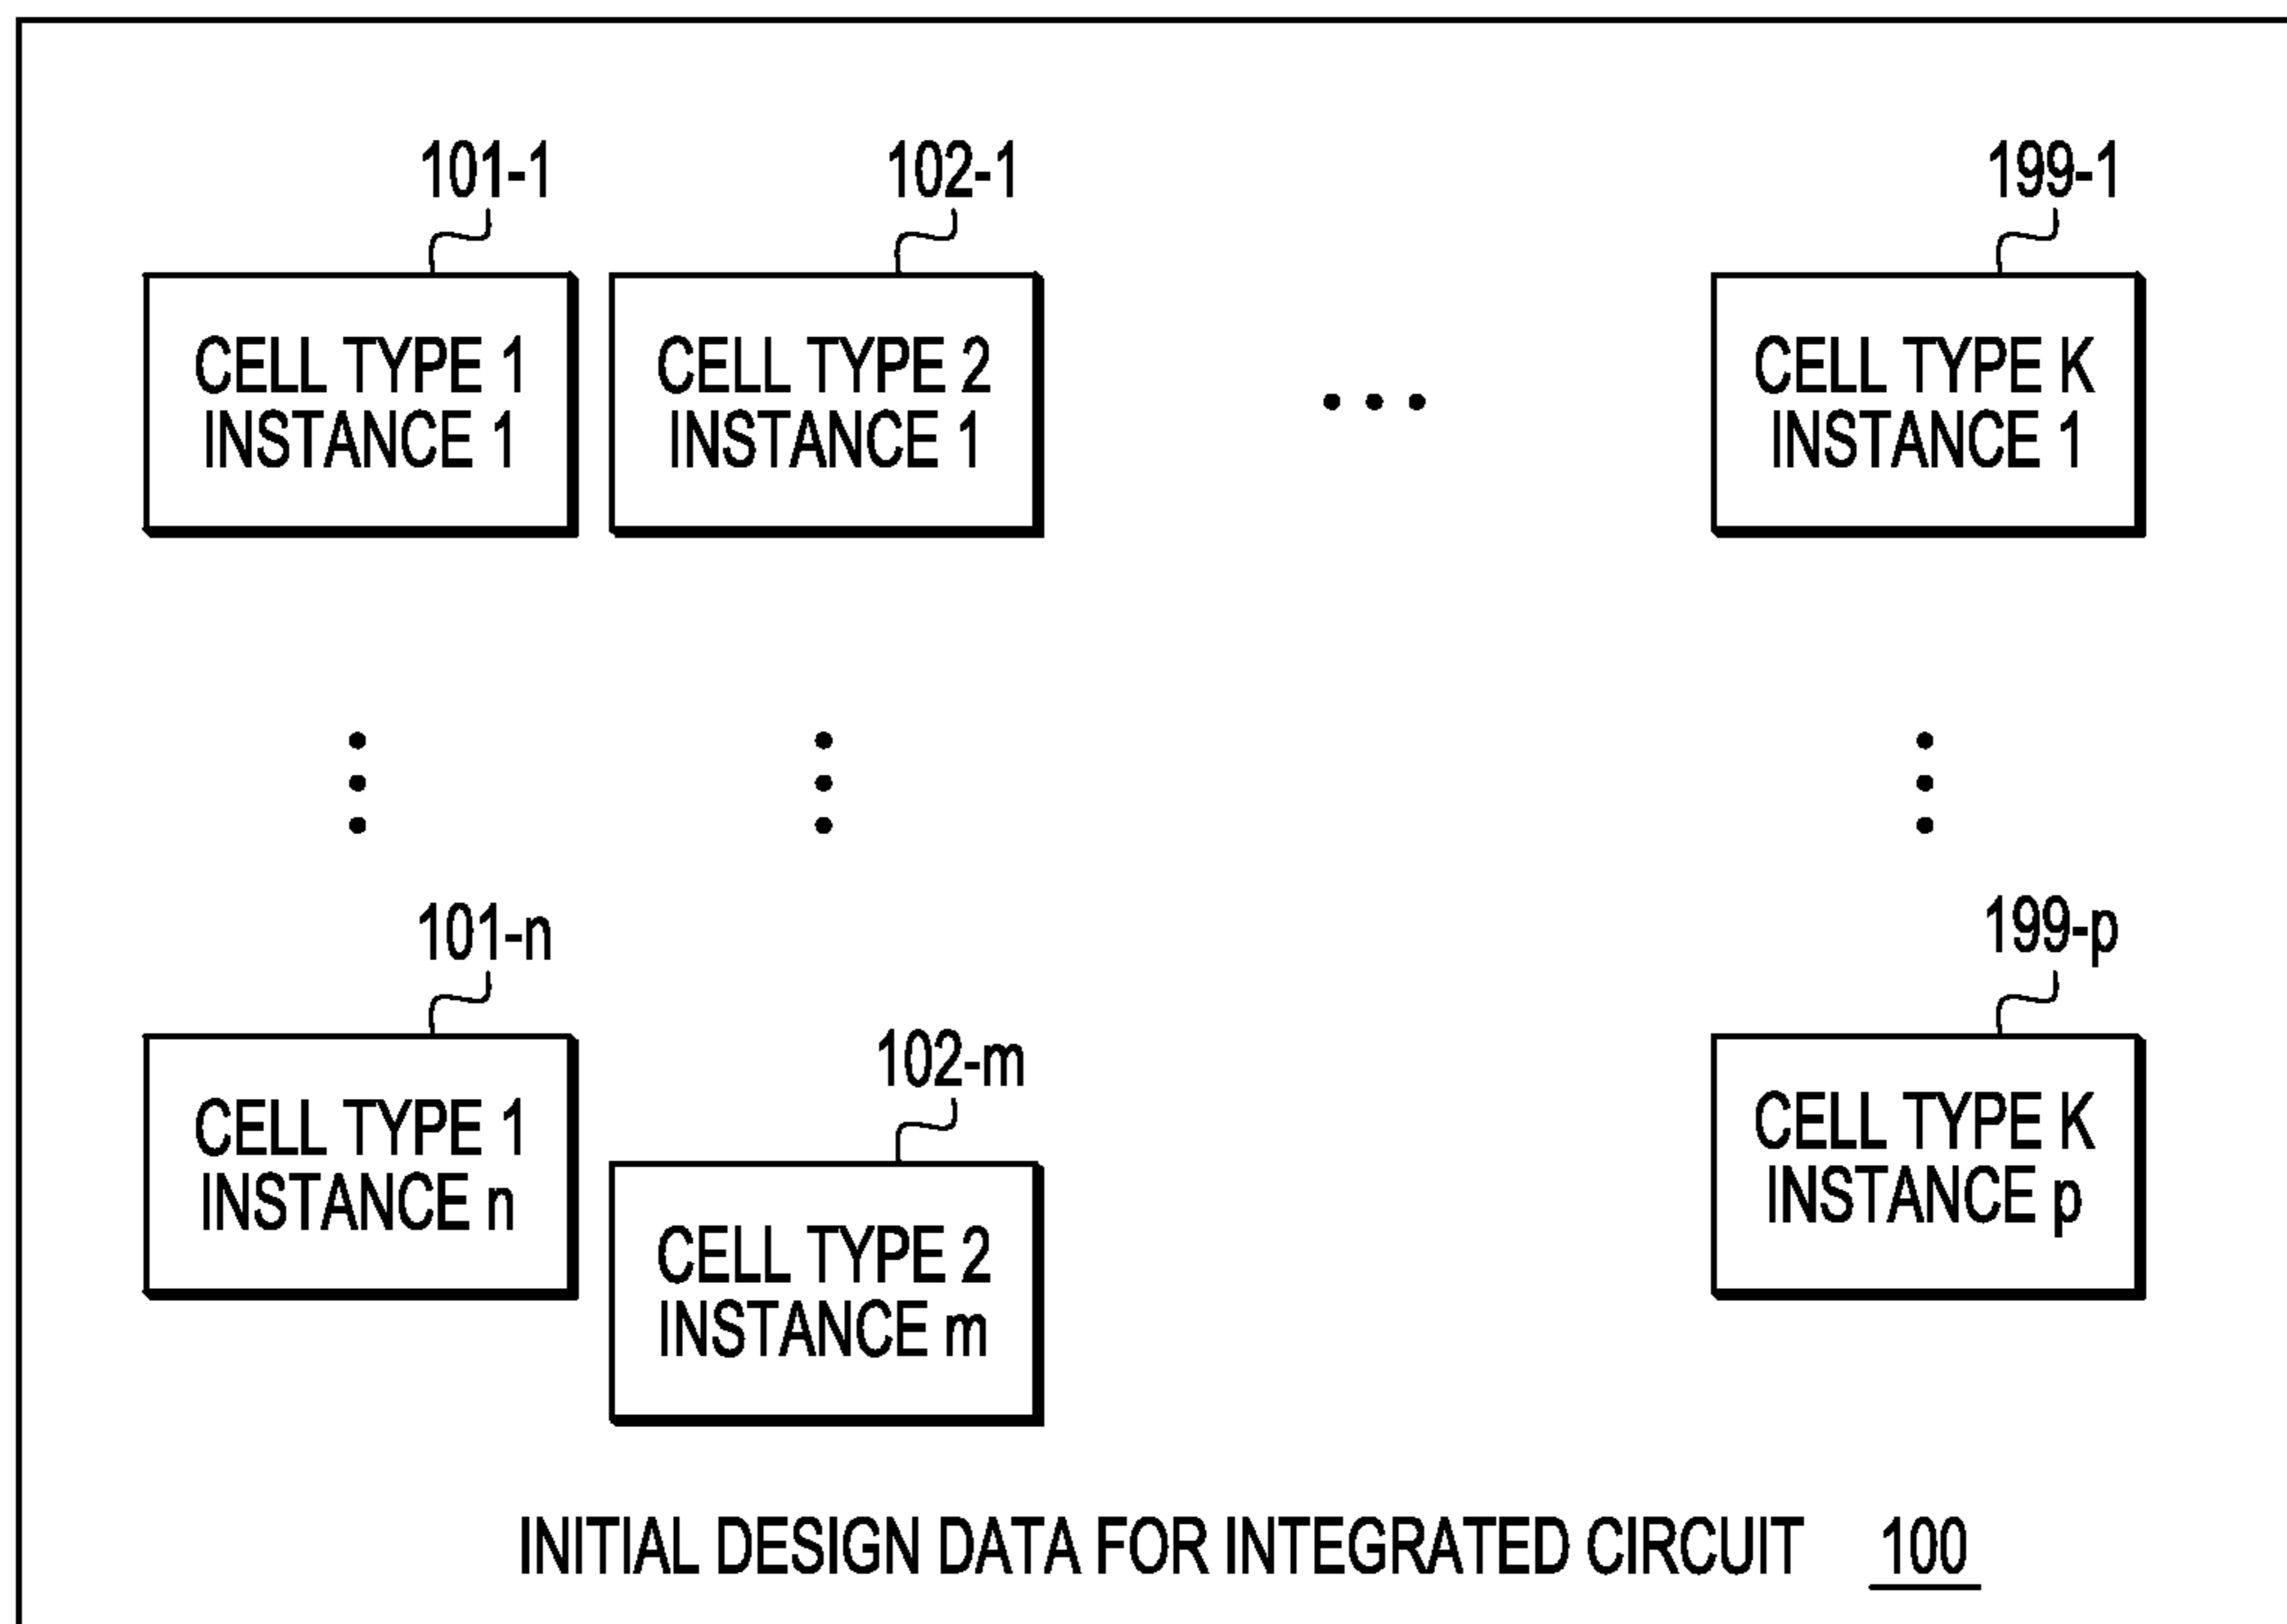 101-1
102-1
199-1
CELL TYPE 1
INSTANCE 1
CELL TYPE 2
INSTANCE 1
CELL TYPE K
INSTANCE 1
101-n
199-p
CELL TYPE 1
INSTANCE n
102-m
CELL TYPE 2
INSTANCE m
CELL TYPE K
INSTANCE p
INITIAL DESIGN DATA FOR INTEGRATED CIRCUIT 100